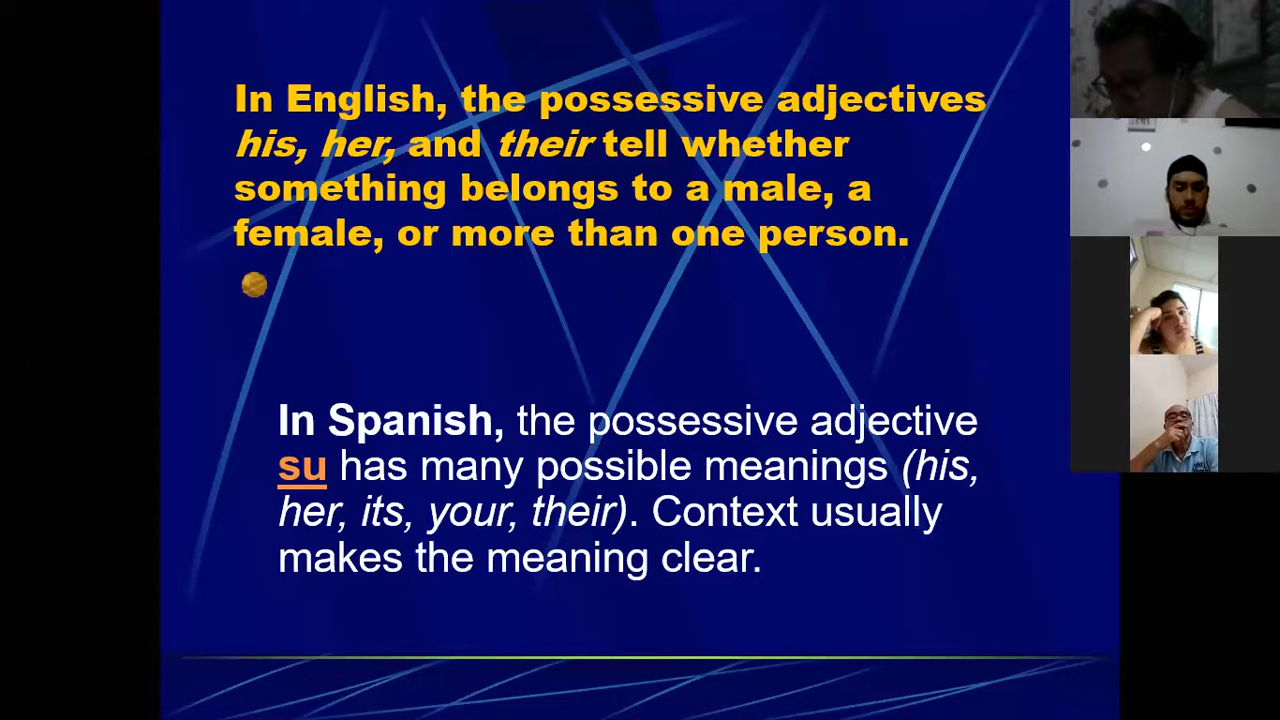 In English, the possessive adjectives
his, her, and their tell whether
something belongs to a male, a
female, or more than one person.
In Spanish, the possessive adjective
su has many possible meanings (his,
her, its, your, their). Context usually
makes the meaning clear.